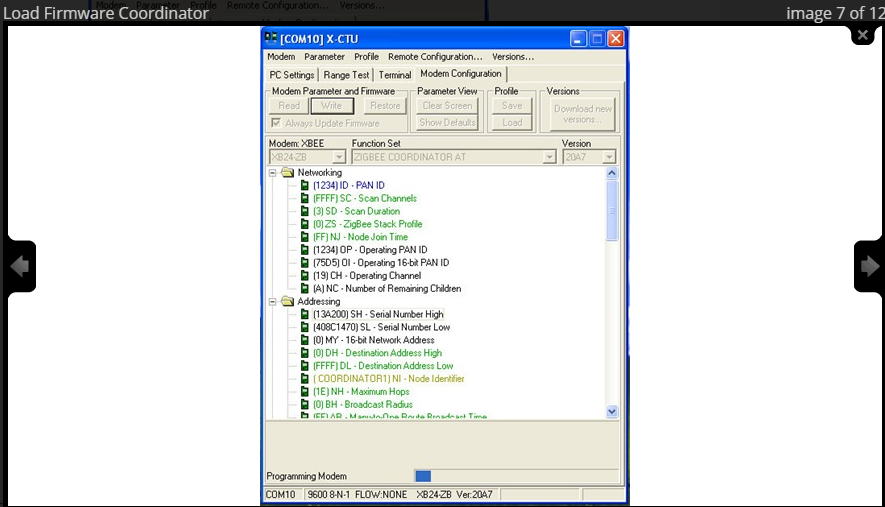 Modem Parameter Profile Remote Configuration... Versions...
Load Firmware Coordinator
image 7 of 12
[COM10] X-CTU
Modem Parameter Profile Remote Configuration... Versions...
PC Settings Range Test Terminal Modem Configuration
Modem Parameter and Firmware Parameter View Profile Versions
Read Write Restore Clear Screen Save Download new versions...
Always Update Firmware Show Defaults Load
Modem: XBEE Function Set Version
XB24-ZB ZIGBEE COORDINATOR AT 20A7
Networking
(1234) ID - PAN ID
(FFFF) SC - Scan Channels
(3) SD - Scan Duration
(0) ZS - ZigBee Stack Profile
(FF) NJ - Node Join Time
(1234) OP - Operating PAN ID
(75D5) OI - Operating 16-bit PAN ID
(19) CH - Operating Channel
(A) NC - Number of Remaining Children
Addressing
(13A200) SH - Serial Number High
(408C1470) SL - Serial Number Low
(0) MY - 16-bit Network Address
(0) DH - Destination Address High
(FFFF) DL - Destination Address Low
( COORDINATOR1) NI - Node Identifier
(1E) NH - Maximum Hops
(0) BH - Broadcast Radius
(FF) AR - Many-to-One Route Broadcast Time
Programming Modem
COM10 9600 8-N-1 FLOW:NONE XB24-ZB Ver:20A7